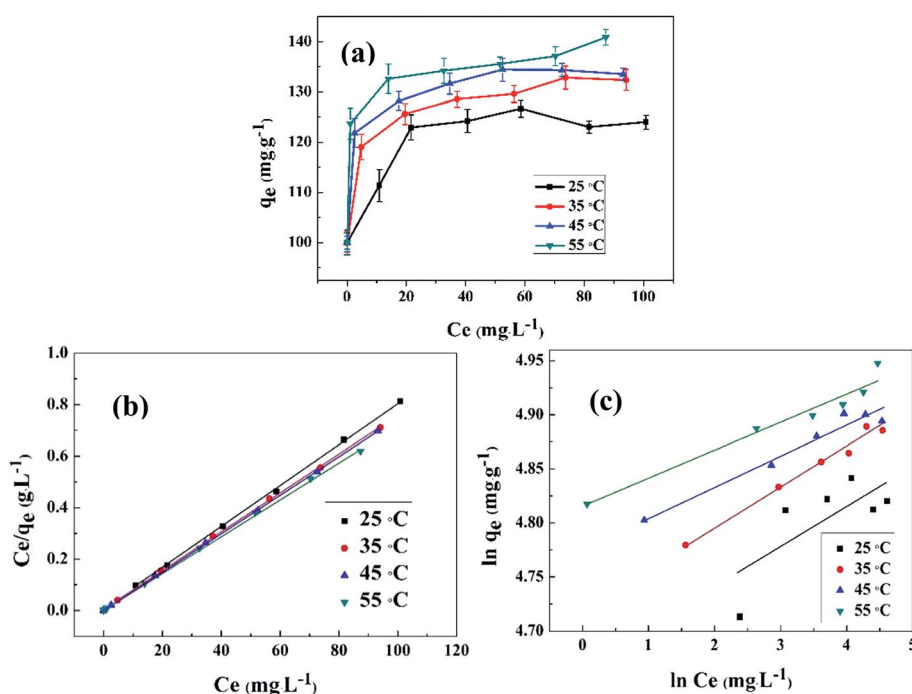 (a)
140
130
120
110
100
qe (mg.g-1)
25 °C
35 °C
45 °C
55 °C
0 20 40 60 80 100
Ce (mg.L-1)
(b)
1.0
0.8
0.6
0.4
0.2
0.0
Ce/qe (g.L-1)
25 °C
35 °C
45 °C
55 °C
0 20 40 60 80 100 120
Ce (mg.L-1)
(c)
4.95
4.90
4.85
4.80
4.75
4.70
ln qe (mg g-1)
25 °C
35 °C
45 °C
55 °C
0 1 2 3 4 5
ln Ce (mg.L-1)